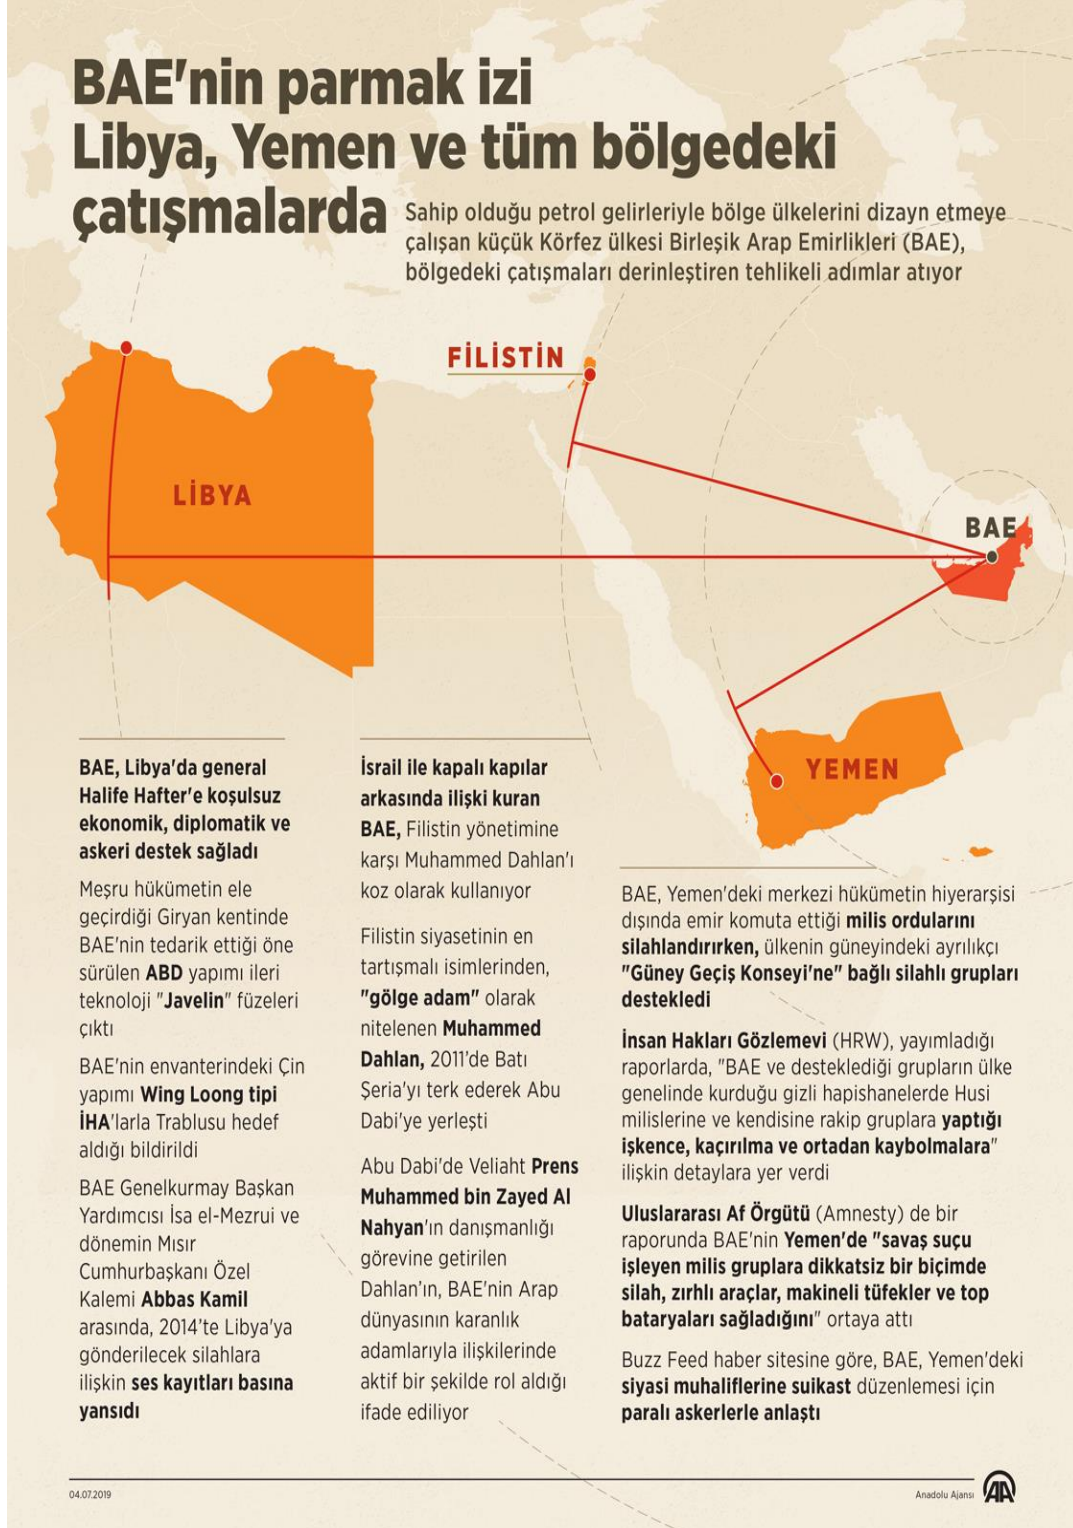 BAE'nin parmak izi
Libya, Yemen ve tüm bölgedeki
çatışmalarda
Sahip olduğu petrol gelirleriyle bölge ülkelerini dizayn etmeye
çalışan küçük Körfez ülkesi Birleşik Arap Emirlikleri (BAE),
bölgedeki çatışmaları derinleştiren tehlikeli adımlar atıyor
FİLİSTİN
LİBYA
BAE
YEMEN
BAE, Libya'da general
Halife Hafter'e koşulsuz
ekonomik, diplomatik ve
askeri destek sağladı
Meşru hükümetin ele
geçirdiği Giryan kentinde
BAE'nin tedarik ettiği öne
sürülen ABD yapımı ileri
teknoloji "Javelin" füzeleri
çıktı
BAE'nin envanterindeki Çin
yapımı Wing Loong tipi
İHA'larla Trablusu hedef
aldığı bildirildi
BAE Genelkurmay Başkan
Yardımcısı İsa el-Mezrui ve
dönemin Mısır
Cumhurbaşkanı Özel
Kalemi Abbas Kamil
arasında, 2014'te Libya'ya
gönderilecek silahlara
ilişkin ses kayıtları basına
yansıdı
İsrail ile kapalı kapılar
arkasında ilişki kuran
BAE, Filistin yönetimine
karşı Muhammed Dahlan'ı
koz olarak kullanıyor
Filistin siyasetinin en
tartışmalı isimlerinden,
"gölge adam" olarak
nitelenen Muhammed
Dahlan, 2011'de Batı
Şeria'yı terk ederek Abu
Dabi'ye yerleşti
Abu Dabi'de Veliaht Prens
Muhammed bin Zayed Al
Nahyan'ın danışmanlığı
görevine getirilen
Dahlan'ın, BAE'nin Arap
dünyasının karanlık
adamlarıyla ilişkilerinde
aktif bir şekilde rol aldığı
ifade ediliyor
BAE, Yemen'deki merkezi hükümetin hiyerarşisi
dışında emir komuta ettiği milis ordularını
silahlandırırken, ülkenin güneyindeki ayrılıkçı
"Güney Geçiş Konseyi'ne" bağlı silahlı grupları
destekledi
İnsan Hakları Gözlemevi (HRW), yayımladığı
raporlarda, "BAE ve desteklediği grupların ülke
genelinde kurduğu gizli hapishanelerde Husi
milislerine ve kendisine rakip gruplara yaptığı
işkence, kaçırılma ve ortadan kaybolmalara"
ilişkin detaylara yer verdi
Uluslararası Af Örgütü (Amnesty) de bir
raporunda BAE'nin Yemen'de "savaş suçu
işleyen milis gruplara dikkatsiz bir biçimde
silah, zırhlı araçlar, makineli tüfekler ve top
bataryaları sağladığını" ortaya attı
Buzz Feed haber sitesine göre, BAE, Yemen'deki
siyasi muhaliflerine suikast düzenlemesi için
paralı askerlerle anlaştı
04.07.2019
Anadolu Ajansı
AA